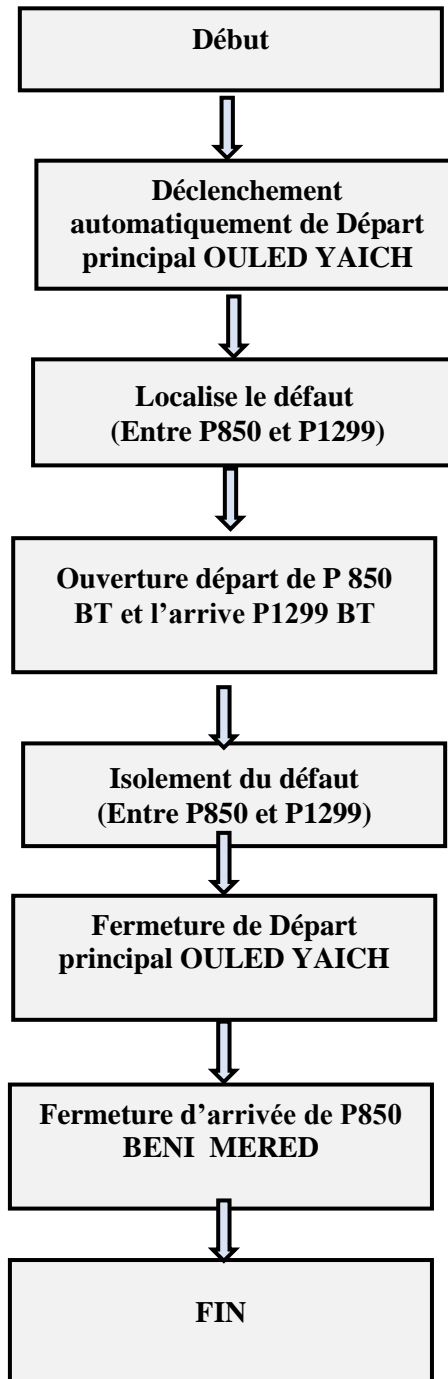 Début
Déclenchement
automatiquement de Départ
principal OULED YAICH
Localise le défaut
(Entre P850 et P1299)
Ouverture départ de P 850
BT et l’arrive P1299 BT
Isolement du défaut
(Entre P850 et P1299)
Fermeture de Départ
principal OULED YAICH
Fermeture d’arrivée de P850
BENI MERED
FIN